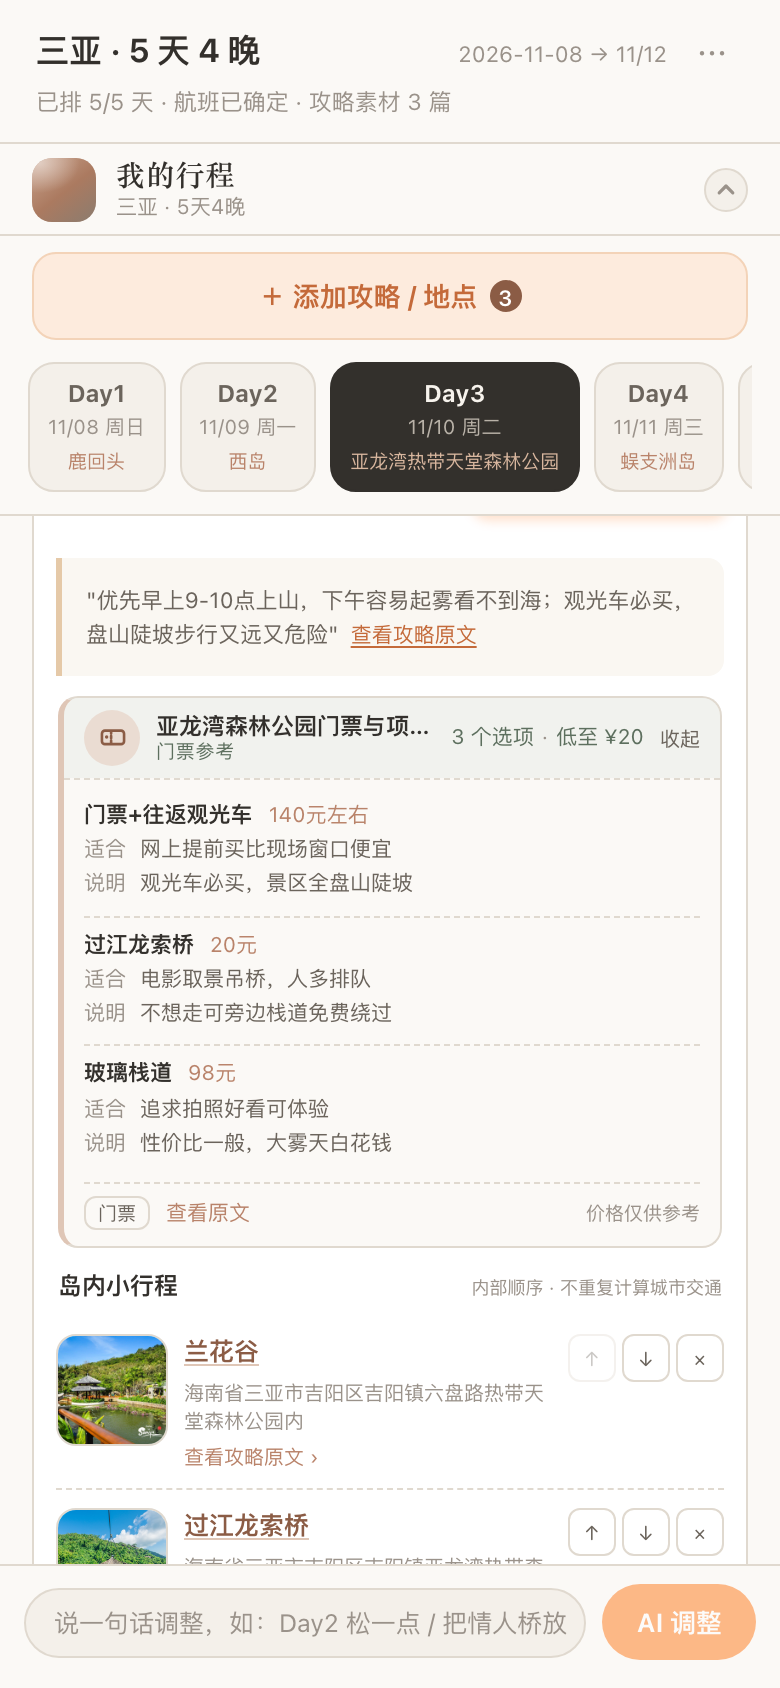 三亚 · 5 天 4 晚
2026-11-08 → 11/12
···
已排 5/5 天 · 航班已确定 · 攻略素材 3 篇
我的行程
三亚 · 5天4晚
+ 添加攻略 / 地点 3
Day1
11/08 周日
鹿回头
Day2
11/09 周一
西岛
Day3
11/10 周二
亚龙湾热带天堂森林公园
Day4
11/11 周三
蜈支洲岛
"优先早上9-10点上山，下午容易起雾看不到海；观光车必买，
盘山陡坡步行又远又危险" 查看攻略原文
亚龙湾森林公园门票与项...
门票参考
3 个选项 · 低至 ¥20 收起
门票+往返观光车 140元左右
适合 网上提前买比现场窗口便宜
说明 观光车必买，景区全盘山陡坡
过江龙索桥 20元
适合 电影取景吊桥，人多排队
说明 不想走可旁边栈道免费绕过
玻璃栈道 98元
适合 追求拍照好看可体验
说明 性价比一般，大雾天白花钱
门票 查看原文 价格仅供参考
岛内小行程 内部顺序 · 不重复计算城市交通
兰花谷 ↑ ↓ ×
海南省三亚市吉阳区吉阳镇六盘路热带天
堂森林公园内
查看攻略原文 ›
过江龙索桥 ↑ ↓ ×
海南省三亚市吉阳区吉阳镇亚龙湾热带森
说一句话调整，如：Day2 松一点 / 把情人桥放
AI 调整